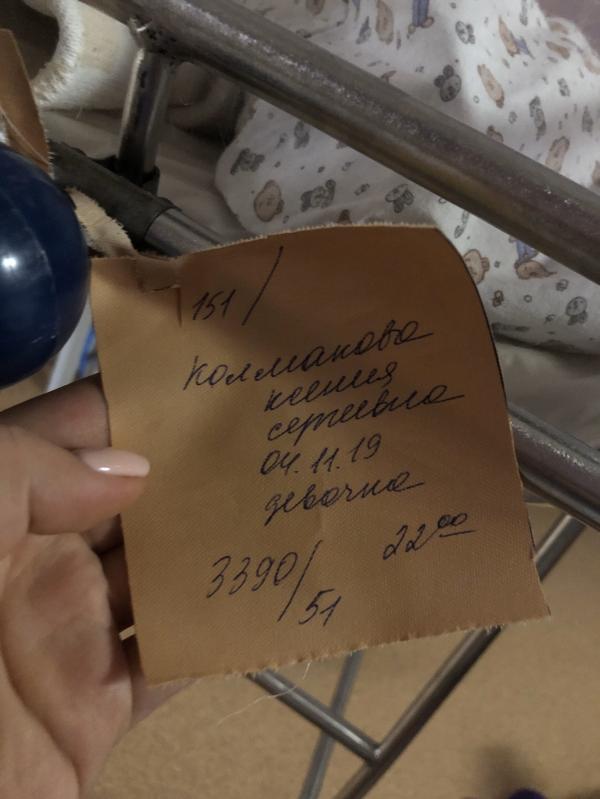 151/
Колмакова
Ксения
Сергеевна
04.11.19
девочка
3390/51 22⁰⁰